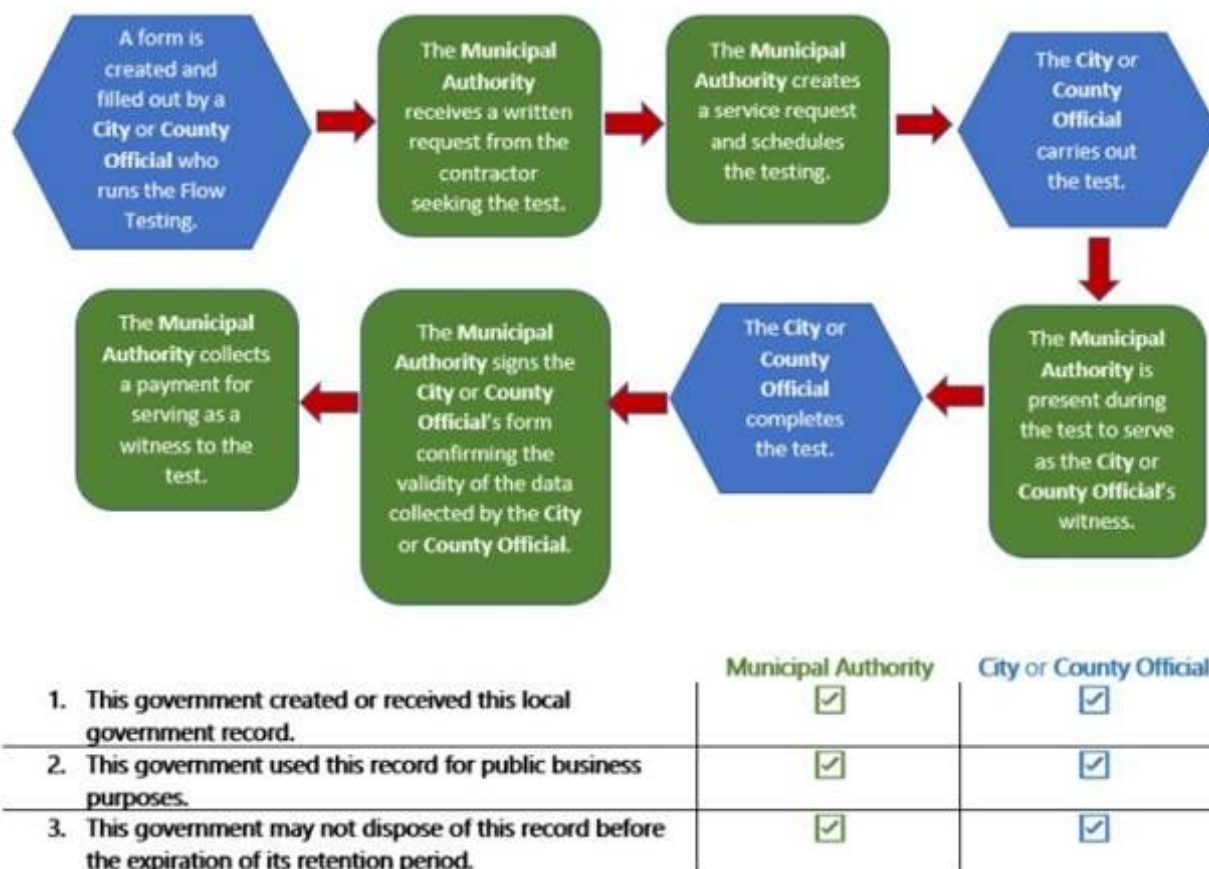 A form is
created and
filled out by a
City or County
Official who
runs the Flow
Testing.
The Municipal
Authority
receives a written
request from the
contractor
seeking the test.
The Municipal
Authority creates
a service request
and schedules
the testing.
The City or
County
Official
carries out
the test.
The Municipal
Authority is
present during
the test to serve
as the City or
County Official's
witness.
The City or
County
Official
completes
the test.
The Municipal
Authority signs the
City or County
Official's form
confirming the
validity of the data
collected by the City
or County Official.
The Municipal
Authority collects
a payment for
serving as a
witness to the
test.
Municipal Authority City or County Official
1. This government created or received this local
government record.
2. This government used this record for public business
purposes.
3. This government may not dispose of this record before
the expiration of its retention period.